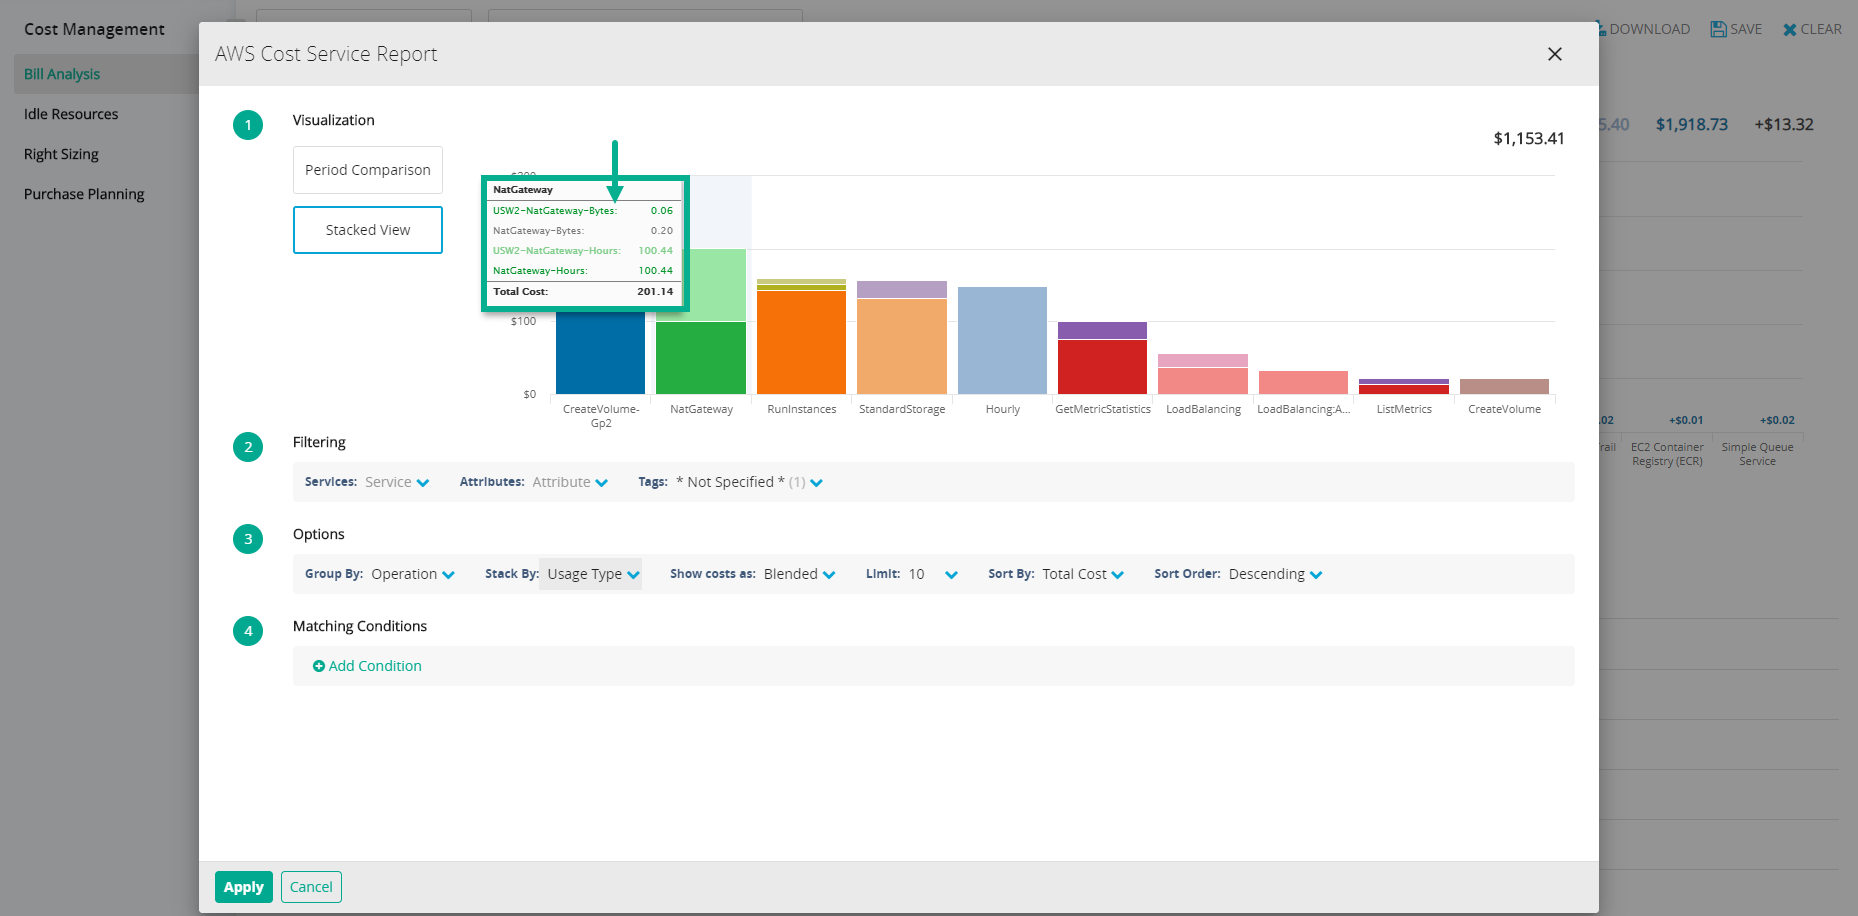 Cost Management
Bill Analysis
Idle Resources
Right Sizing
Purchase Planning
DOWNLOAD SAVE CLEAR
AWS Cost Service Report
5.40 $1,918.73 +$13.32
1 Visualization
$1,153.41
Period Comparison
Stacked View
NatGateway
USW2-NatGateway-Bytes: 0.06
NatGateway-Bytes: 0.20
USW2-NatGateway-Hours: 100.44
NatGateway-Hours: 100.44
Total Cost: 201.14
$100
$0
CreateVolume-
Gp2
NatGateway
RunInstances
StandardStorage
Hourly
GetMetricStatistics
LoadBalancing
LoadBalancing:A...
ListMetrics
CreateVolume
.02 +$0.01 +$0.02
rail
EC2 Container
Registry (ECR)
Simple Queue
Service
2 Filtering
Services: Service Attributes: Attribute Tags: * Not Specified * (1)
3 Options
Group By: Operation Stack By: Usage Type Show costs as: Blended Limit: 10 Sort By: Total Cost Sort Order: Descending
4 Matching Conditions
Add Condition
Apply Cancel